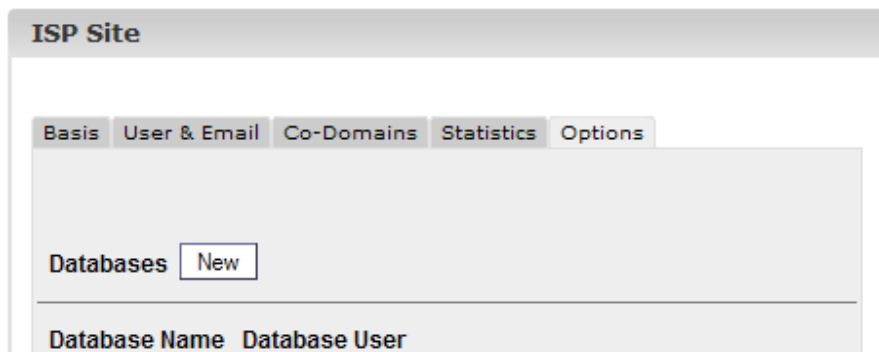 ISP Site
Basis User & Email Co-Domains Statistics Options
Databases New
Database Name Database User